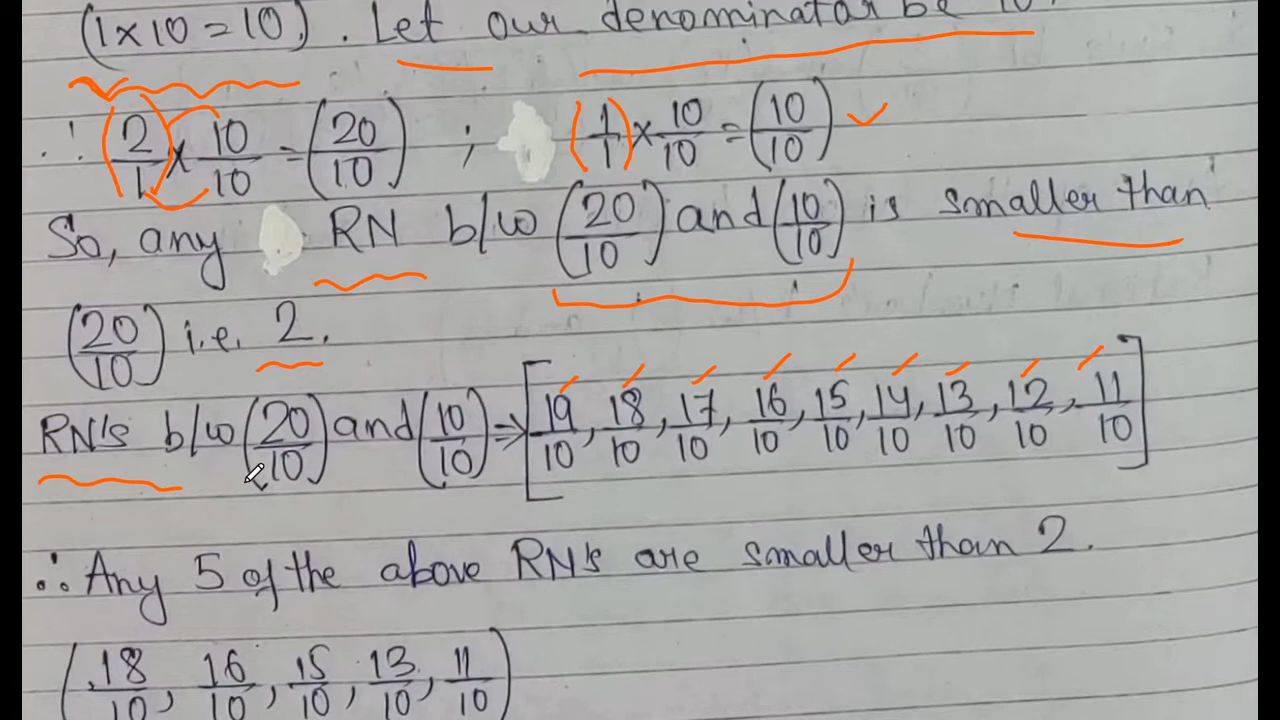 (1×10=10). Let our denominator be 10.
∴ (2/1) × 10/10 = (20/10) ; (1/1) × 10/10 = (10/10)
So, any RN b/w (20/10) and (10/10) is smaller than
(20/10) i.e. 2.
RN's b/w (20/10) and (10/10) ⇒ [19/10, 18/10, 17/10, 16/10, 15/10, 14/10, 13/10, 12/10, 11/10]
∴ Any 5 of the above RN's are smaller than 2.
(18/10, 16/10, 15/10, 13/10, 11/10)